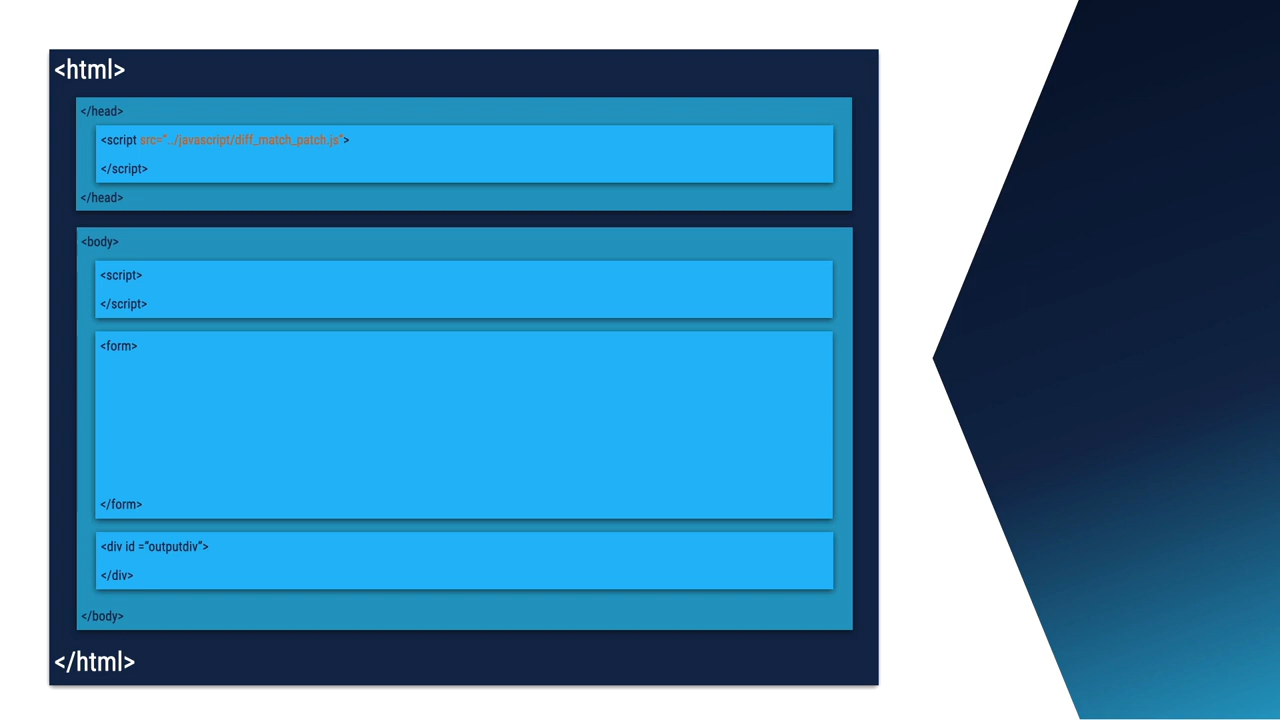 <html>
</head>
<script src="../javascript/diff_match_patch.js">
</script>
</head>
<body>
<script>
</script>
<form>
</form>
<div id =“outputdiv”>
</div>
</body>
</html>